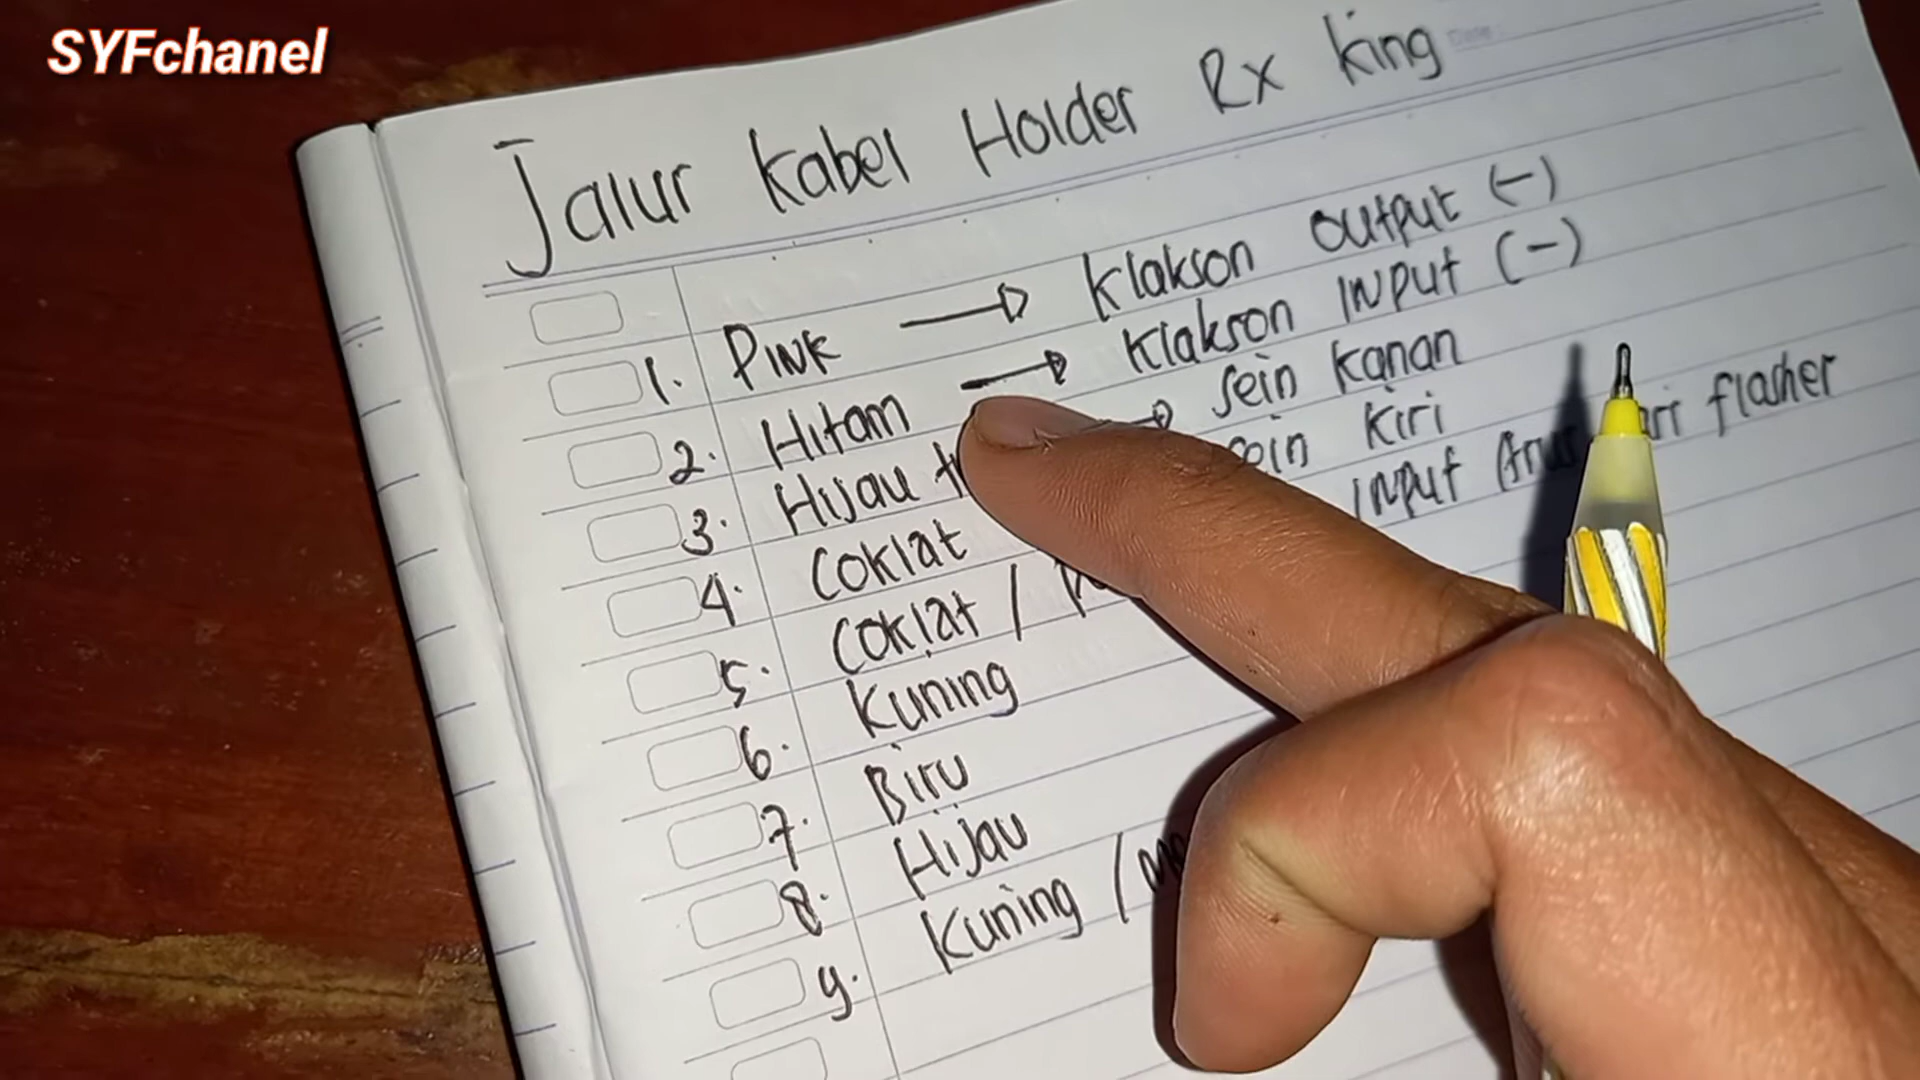 SYFchanel
Jalur Kabel Holder Rx King
1. Pink → Klakson output (-)
2. Hitam → Klakson Input (-)
3. Hijau → Sein Kanan
4. Coklat Sein Kiri
5. Coklat / Input flasher
6. Kuning
7. Biru
8. Hijau
9. Kuning /